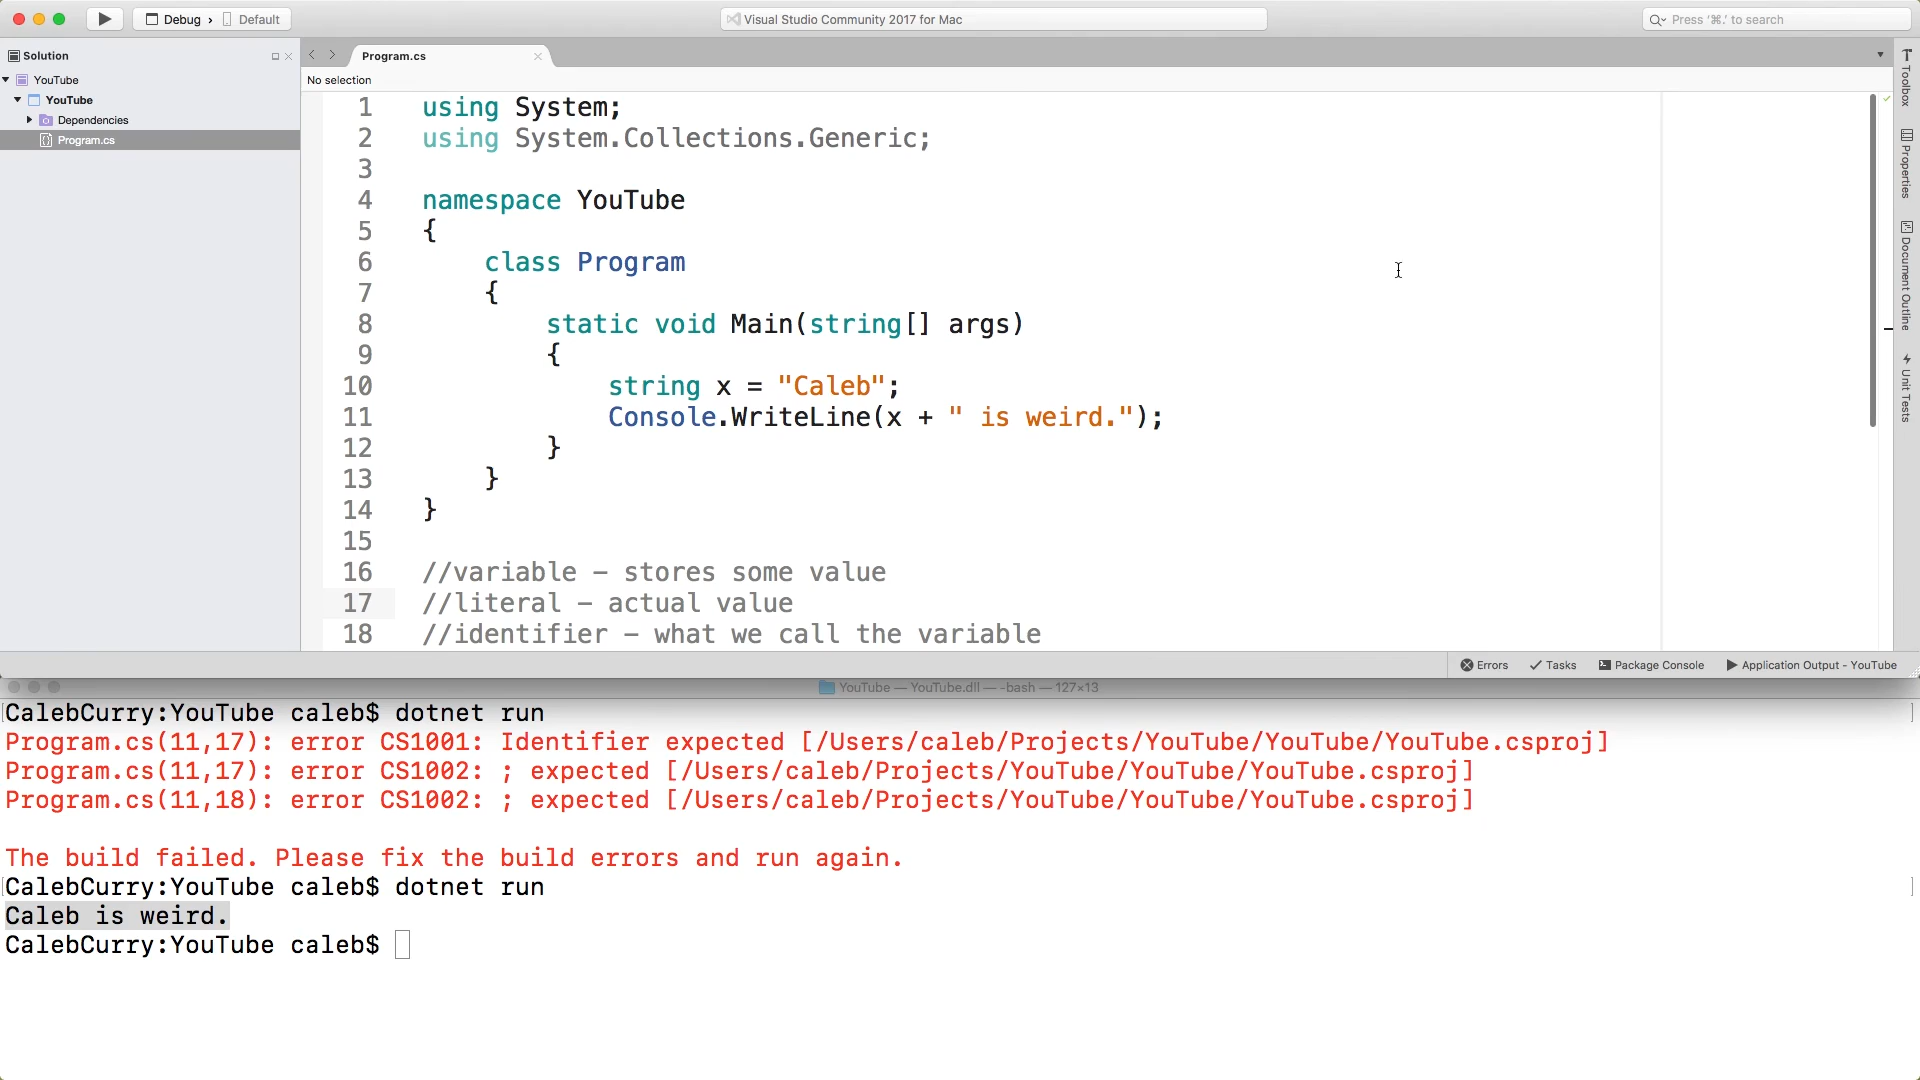 Debug › Default
Visual Studio Community 2017 for Mac
Press '⌘.' to search
Solution
YouTube
YouTube
Dependencies
Program.cs
Program.cs
No selection
1 using System;
2 using System.Collections.Generic;
3
4 namespace YouTube
5 {
6 class Program
7 {
8 static void Main(string[] args)
9 {
10 string x = "Caleb";
11 Console.WriteLine(x + " is weird.");
12 }
13 }
14 }
15
16 //variable – stores some value
17 //literal – actual value
18 //identifier – what we call the variable
Toolbox
Properties
Document Outline
Unit Tests
Errors
Tasks
Package Console
Application Output - YouTube
YouTube — YouTube.dll — -bash — 127×13
CalebCurry:YouTube caleb$ dotnet run
Program.cs(11,17): error CS1001: Identifier expected [/Users/caleb/Projects/YouTube/YouTube/YouTube.csproj]
Program.cs(11,17): error CS1002: ; expected [/Users/caleb/Projects/YouTube/YouTube/YouTube.csproj]
Program.cs(11,18): error CS1002: ; expected [/Users/caleb/Projects/YouTube/YouTube/YouTube.csproj]
The build failed. Please fix the build errors and run again.
CalebCurry:YouTube caleb$ dotnet run
Caleb is weird.
CalebCurry:YouTube caleb$